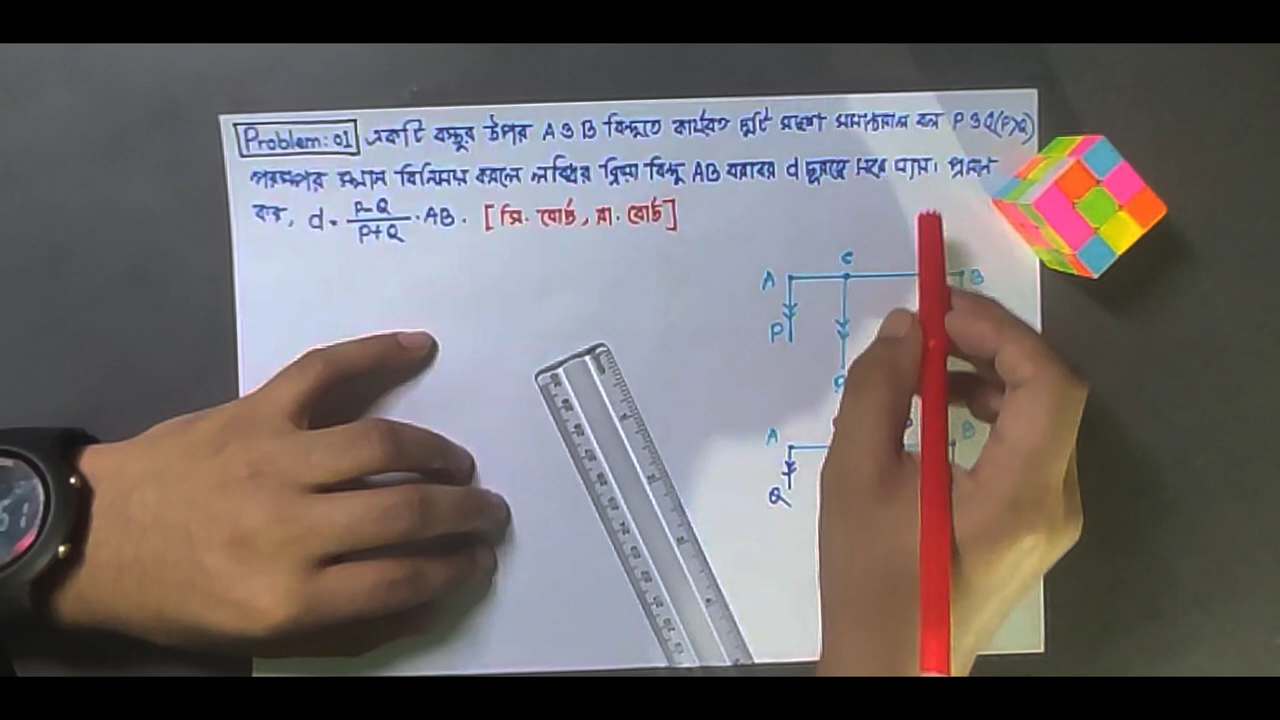 Problem: 01 একটি বস্তুর উপর A ও B বিন্দুতে কার্যরত দুটি সদৃশ সমান্তরাল বল P ও Q(P>Q)
পরস্পর স্থান বিনিময় করলে লব্ধির ক্রিয়া বিন্দু AB বরাবর d দূরত্বে সরে যায়। প্রমাণ
কর, d = P-Q / P+Q · AB. [সি. বোর্ড, রা. বোর্ড]
A C B
P
A B
Q